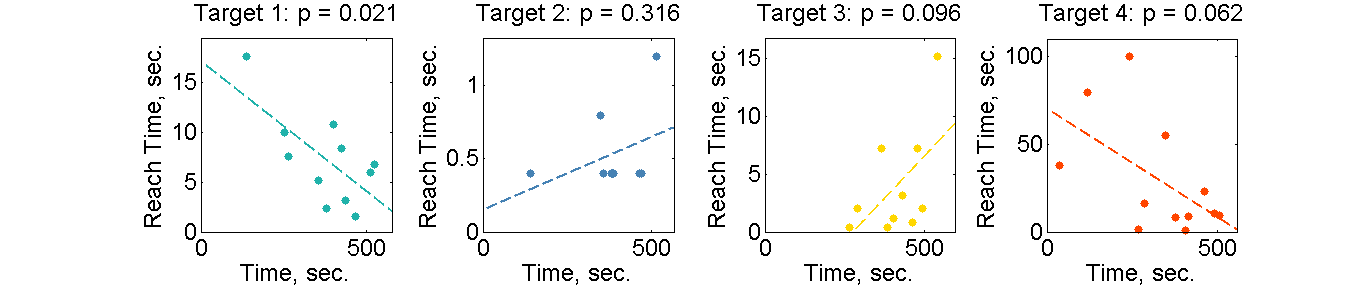 Target 1: p = 0.021
Reach Time, sec.
15
10
5
0
0
500
Time, sec.
Target 2: p = 0.316
Reach Time, sec.
1
0.5
0
0
500
Time, sec.
Target 3: p = 0.096
Reach Time, sec.
15
10
5
0
0
500
Time, sec.
Target 4: p = 0.062
Reach Time, sec.
100
50
0
0
500
Time, sec.